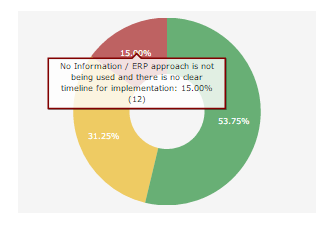 15.00%
No Information / ERP approach is not
being used and there is no clear
timeline for implementation: 15.00%
(12)
53.75%
31.25%